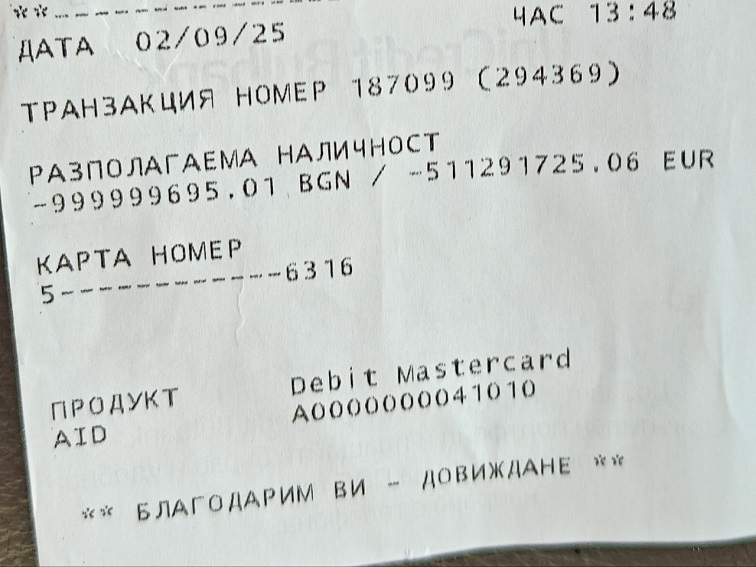 **
ДАТА 02/09/25 ЧАС 13:48
ТРАНЗАКЦИЯ НОМЕР 187099 (294369)
РАЗПОЛАГАЕМА НАЛИЧНОСТ
-999999695.01 BGN / -511291725.06 EUR
КАРТА НОМЕР
5------------6316
ПРОДУКТ Debit Mastercard
AID A0000000041010
** БЛАГОДАРИМ ВИ - ДОВИЖДАНЕ **